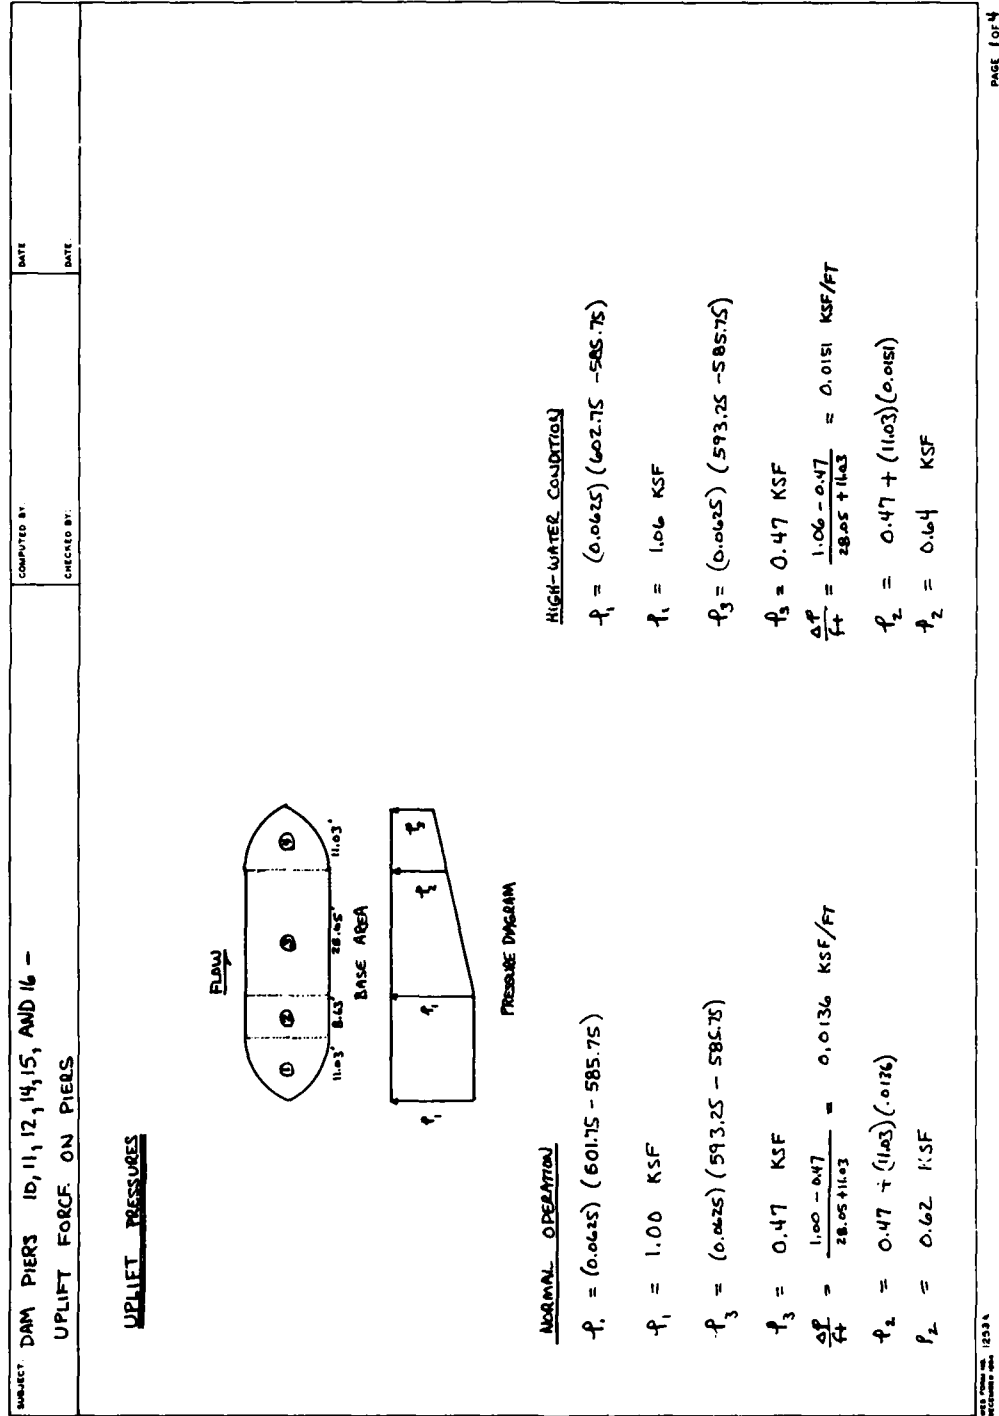 SUBJECT: DAM PIERS 10, 11, 12, 14, 15, AND 16 –
UPLIFT FORCE ON PIERS
COMPUTED BY:
DATE
CHECKED BY:
DATE:
UPLIFT PRESSURES
FLOW
① ② ③ ④
11.03' 8.63' 28.05' 11.03'
BASE AREA
P₁ P₁ P₂ P₃
PRESSURE DIAGRAM
NORMAL OPERATION
P₁ = (0.0625) (601.75 - 585.75)
P₁ = 1.00 KSF
P₃ = (0.0625) (593.25 - 585.75)
P₃ = 0.47 KSF
ΔP/ft = (1.00 - 0.47)/(28.05 + 11.03) = 0.0136 KSF/FT
P₂ = 0.47 + (11.03)(.0136)
P₂ = 0.62 KSF
HIGH-WATER CONDITION
P₁ = (0.0625) (602.75 - 585.75)
P₁ = 1.06 KSF
P₃ = (0.0625) (593.25 - 585.75)
P₃ = 0.47 KSF
ΔP/ft = (1.06 - 0.47)/(28.05 + 11.03) = 0.0151 KSF/FT
P₂ = 0.47 + (11.03)(0.0151)
P₂ = 0.64 KSF
FORM NO. 1253A
PAGE 1 OF 4